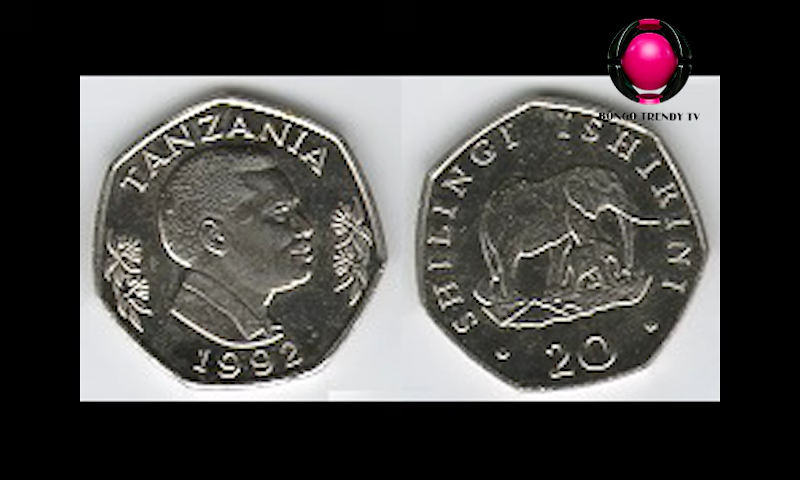 BONGO TRENDY TV
TANZANIA
1992
SHILINGI ISHIRINI
20